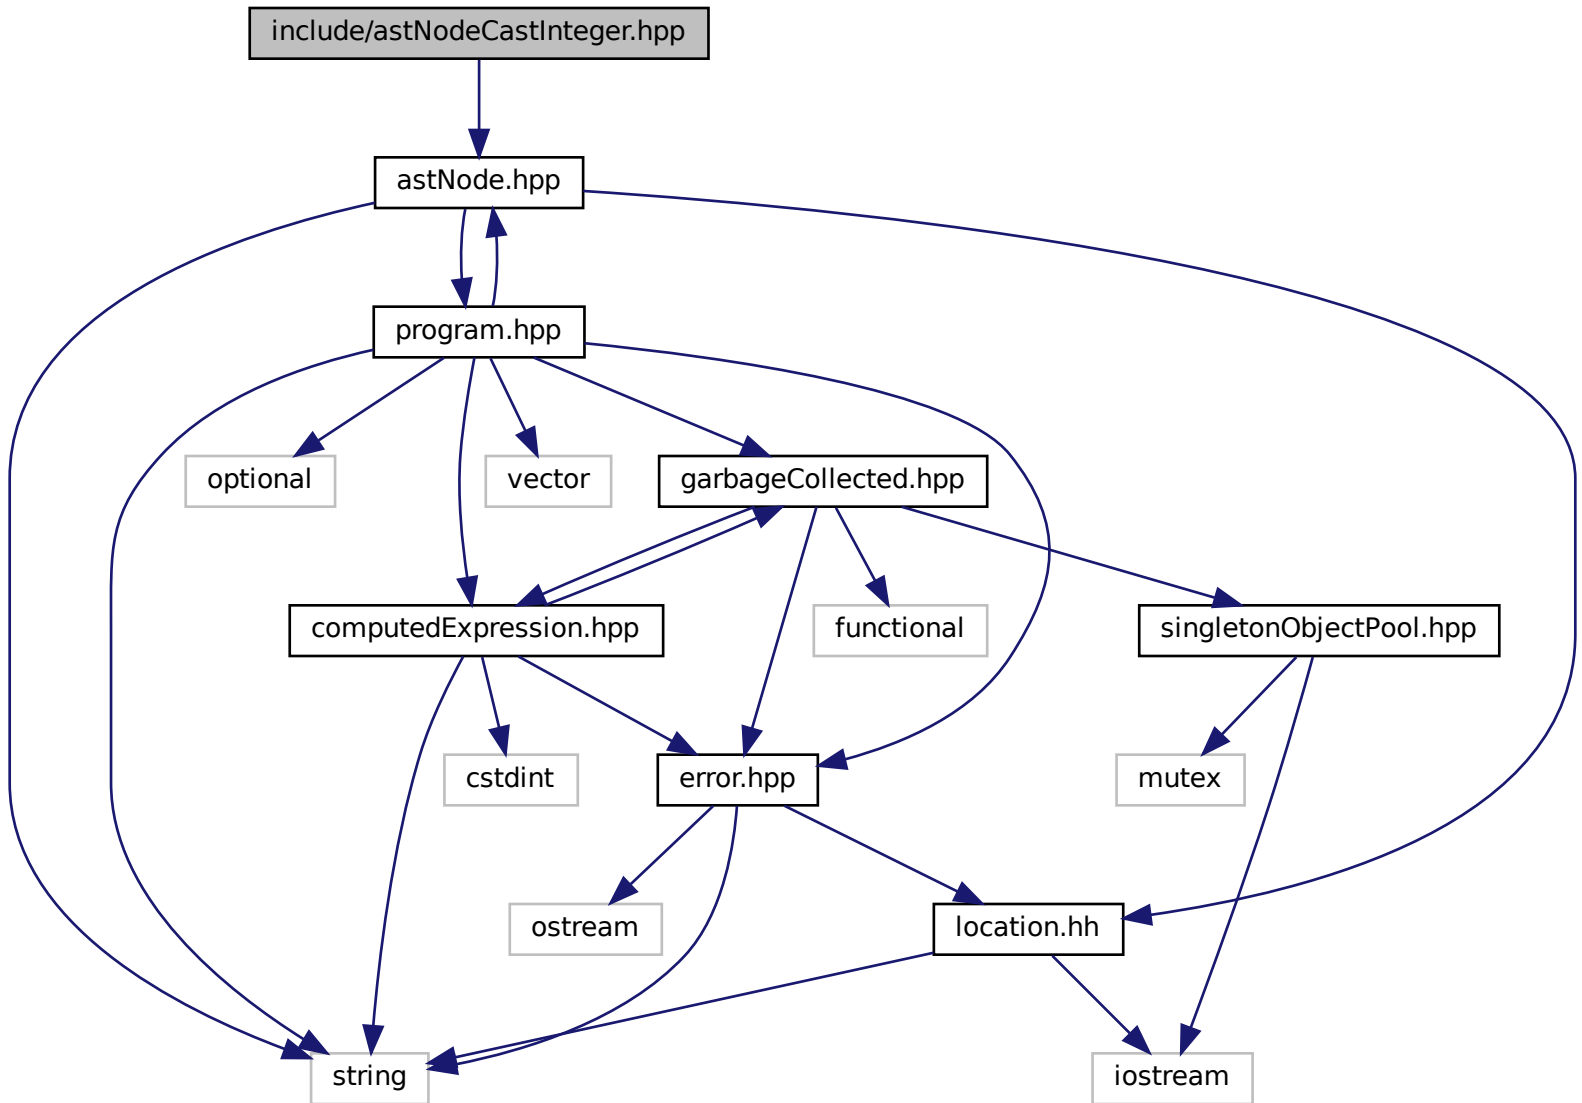 include/astNodeCastInteger.hpp
astNode.hpp
program.hpp
optional
vector
garbageCollected.hpp
computedExpression.hpp
functional
singletonObjectPool.hpp
cstdint
error.hpp
mutex
ostream
location.hh
string
iostream